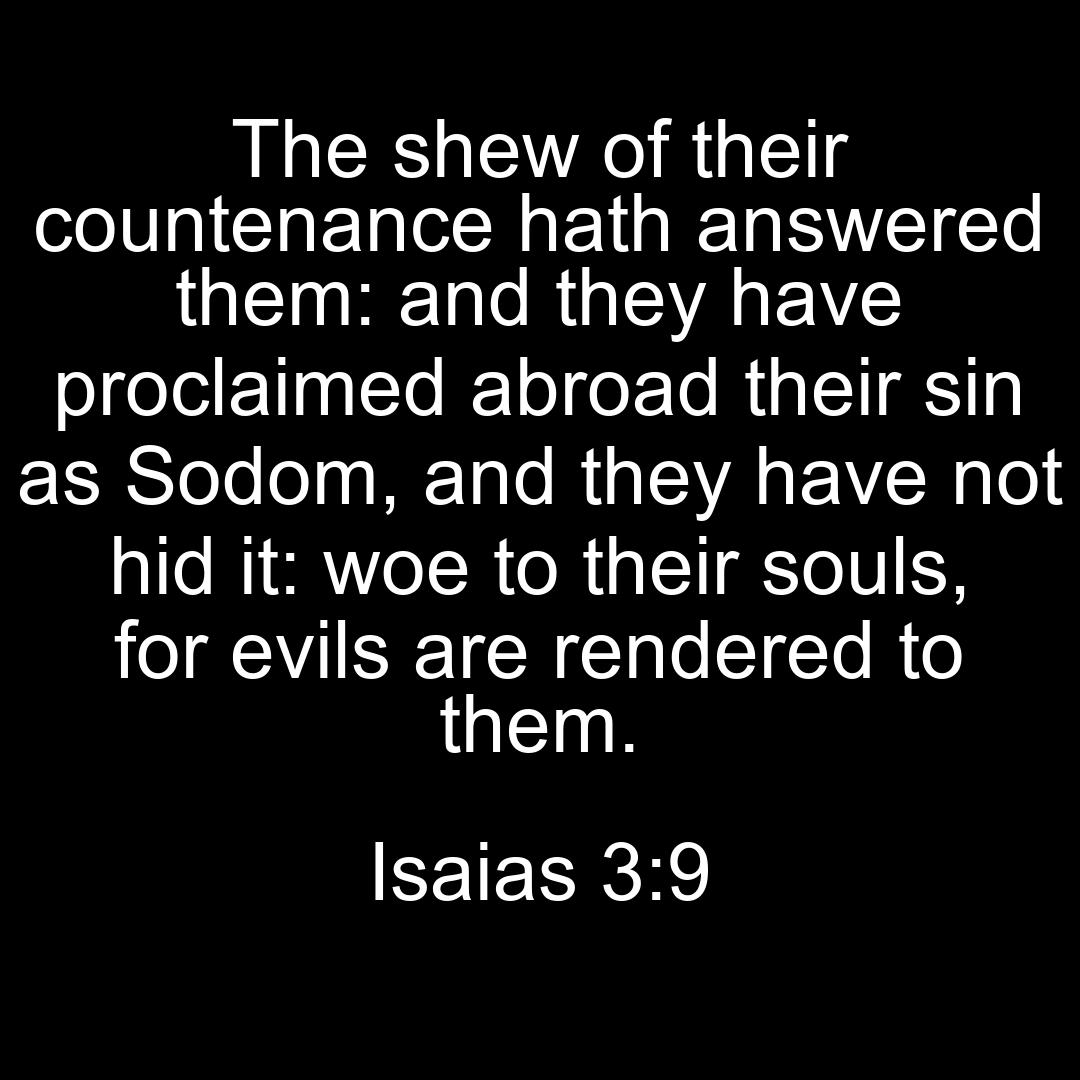 The shew of their
countenance hath answered
them: and they have
proclaimed abroad their sin
as Sodom, and they have not
hid it: woe to their souls,
for evils are rendered to
them.
Isaias 3:9